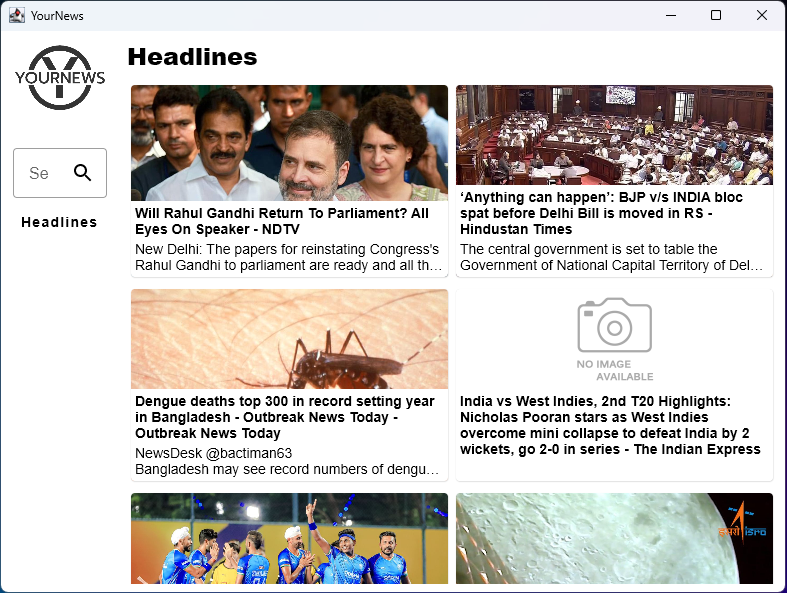 YourNews
YOURNEWS
Se
Headlines
Headlines
Will Rahul Gandhi Return To Parliament? All
Eyes On Speaker - NDTV
New Delhi: The papers for reinstating Congress's
Rahul Gandhi to parliament are ready and all th…
‘Anything can happen’: BJP v/s INDIA bloc
spat before Delhi Bill is moved in RS -
Hindustan Times
The central government is set to table the
Government of National Capital Territory of Del…
Dengue deaths top 300 in record setting year
in Bangladesh - Outbreak News Today -
Outbreak News Today
NewsDesk @bactiman63
Bangladesh may see record numbers of dengu…
NO IMAGE
AVAILABLE
India vs West Indies, 2nd T20 Highlights:
Nicholas Pooran stars as West Indies
overcome mini collapse to defeat India by 2
wickets, go 2-0 in series - The Indian Express
इसरो isro